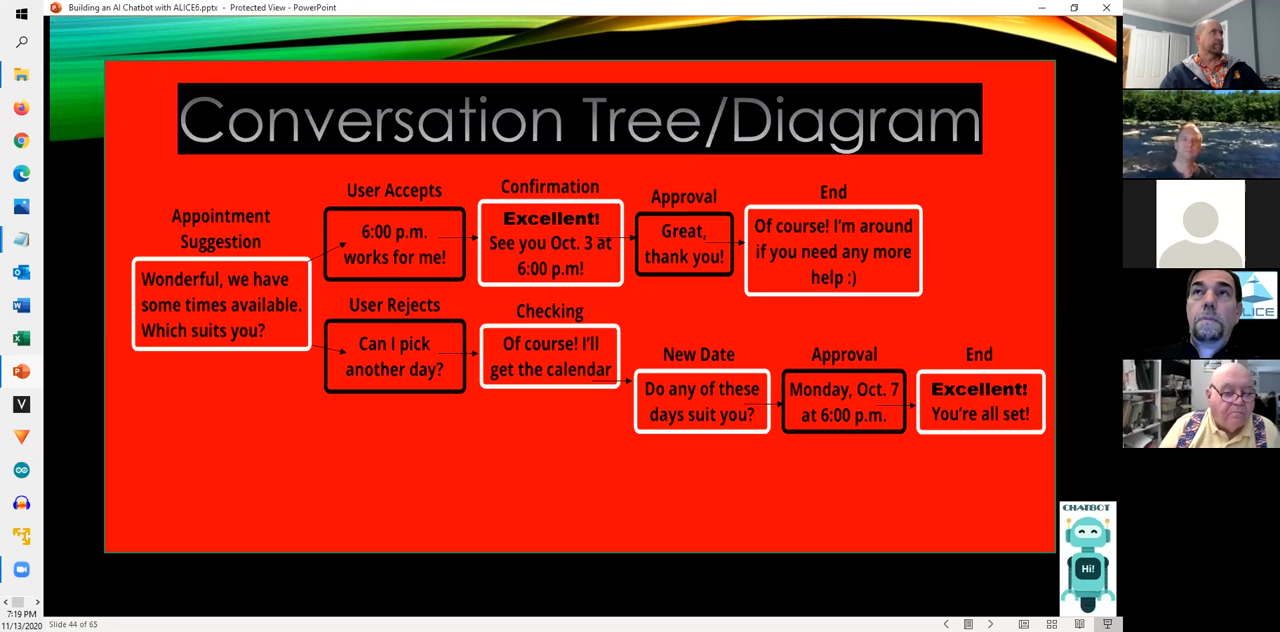 Building an AI Chatbot with ALICE6.pptx - Protected View - PowerPoint
Conversation Tree/Diagram
Appointment
Suggestion
Wonderful, we have
some times available.
Which suits you?
User Accepts
6:00 p.m.
works for me!
Confirmation
Excellent!
See you Oct. 3 at
6:00 p.m!
Approval
Great,
thank you!
End
Of course! I'm around
if you need any more
help :)
User Rejects
Can I pick
another day?
Checking
Of course! I'll
get the calendar
New Date
Do any of these
days suit you?
Approval
Monday, Oct. 7
at 6:00 p.m.
End
Excellent!
You're all set!
CHATBOT
Hi!
LICE
7:19 PM
11/13/2020
Slide 44 of 65